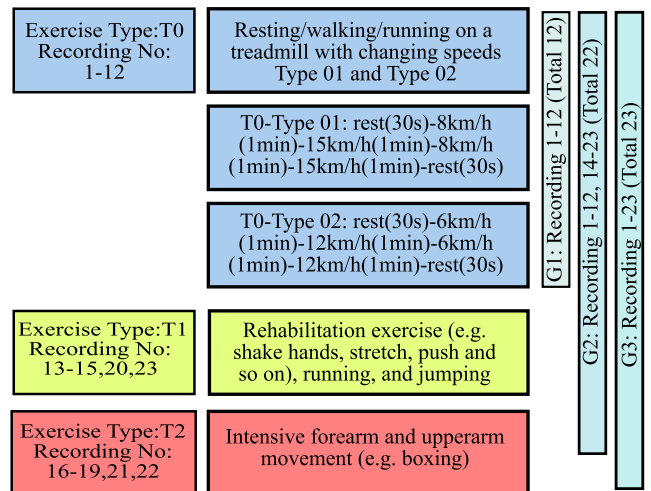 Exercise Type:T0
Recording No:
1-12
Resting/walking/running on a
treadmill with changing speeds
Type 01 and Type 02
T0-Type 01: rest(30s)-8km/h
(1min)-15km/h(1min)-8km/h
(1min)-15km/h(1min)-rest(30s)
T0-Type 02: rest(30s)-6km/h
(1min)-12km/h(1min)-6km/h
(1min)-12km/h(1min)-rest(30s)
Exercise Type:T1
Recording No:
13-15,20,23
Rehabilitation exercise (e.g.
shake hands, stretch, push and
so on), running, and jumping
Exercise Type:T2
Recording No:
16-19,21,22
Intensive forearm and upperarm
movement (e.g. boxing)
G1: Recording 1-12 (Total 12)
G2: Recording 1-12, 14-23 (Total 22)
G3: Recording 1-23 (Total 23)